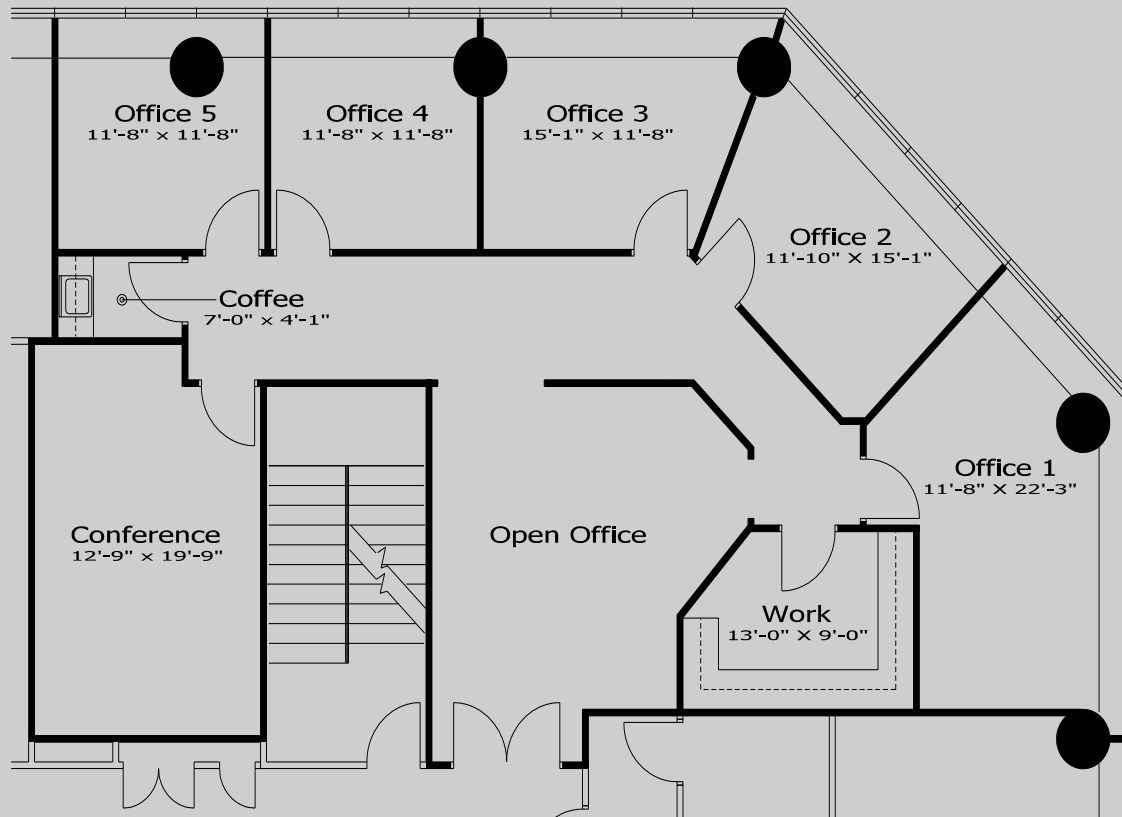 Office 5
11'-8" x 11'-8"
Office 4
11'-8" x 11'-8"
Office 3
15'-1" x 11'-8"
Office 2
11'-10" X 15'-1"
Coffee
7'-0" x 4'-1"
Office 1
11'-8" X 22'-3"
Conference
12'-9" x 19'-9"
Open Office
Work
13'-0" X 9'-0"